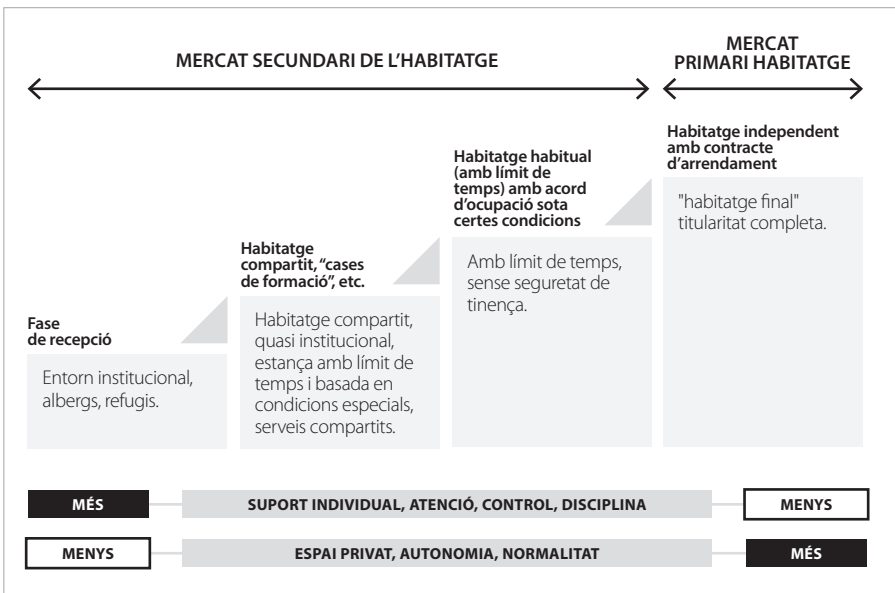 MERCAT SECUNDARI DE L’HABITATGE
MERCAT
PRIMARI HABITATGE
Fase
de recepció
Entorn institucional,
albergs, refugis.
Habitatge
compartit, “cases
de formació”, etc.
Habitatge compartit,
quasi institucional,
estança amb límit de
temps i basada en
condicions especials,
serveis compartits.
Habitatge habitual
(amb límit de
temps) amb acord
d’ocupació sota
certes condicions
Amb límit de temps,
sense seguretat de
tinença.
Habitatge independent
amb contracte
d’arrendament
"habitatge final"
titularitat completa.
MÉS SUPORT INDIVIDUAL, ATENCIÓ, CONTROL, DISCIPLINA MENYS
MENYS ESPAI PRIVAT, AUTONOMIA, NORMALITAT MÉS